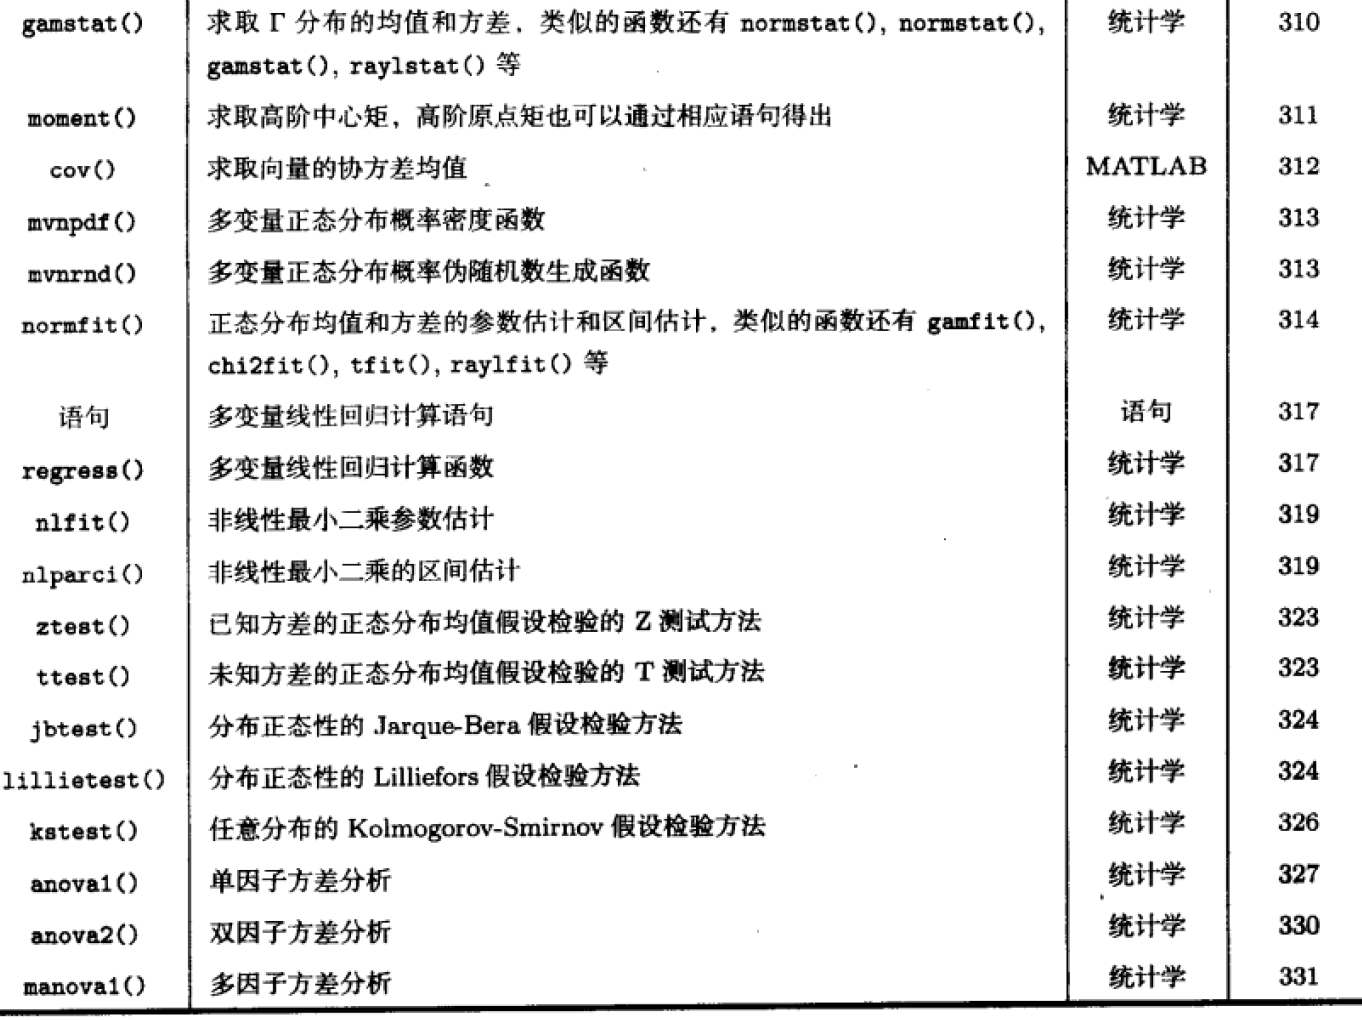 gamstat() 求取 Γ 分布的均值和方差，类似的函数还有 normstat(), normstat(), 统计学 310
gamstat(), raylstat() 等
moment() 求取高阶中心矩，高阶原点矩也可以通过相应语句得出 统计学 311
cov() 求取向量的协方差均值 MATLAB 312
mvnpdf() 多变量正态分布概率密度函数 统计学 313
mvnrnd() 多变量正态分布概率伪随机数生成函数 统计学 313
normfit() 正态分布均值和方差的参数估计和区间估计，类似的函数还有 gamfit(), 统计学 314
chi2fit(), tfit(), raylfit() 等
语句 多变量线性回归计算语句 语句 317
regress() 多变量线性回归计算函数 统计学 317
nlfit() 非线性最小二乘参数估计 统计学 319
nlparci() 非线性最小二乘的区间估计 统计学 319
ztest() 已知方差的正态分布均值假设检验的 Z 测试方法 统计学 323
ttest() 未知方差的正态分布均值假设检验的 T 测试方法 统计学 323
jbtest() 分布正态性的 Jarque-Bera 假设检验方法 统计学 324
lillietest() 分布正态性的 Lilliefors 假设检验方法 统计学 324
kstest() 任意分布的 Kolmogorov-Smirnov 假设检验方法 统计学 326
anova1() 单因子方差分析 统计学 327
anova2() 双因子方差分析 统计学 330
manova1() 多因子方差分析 统计学 331